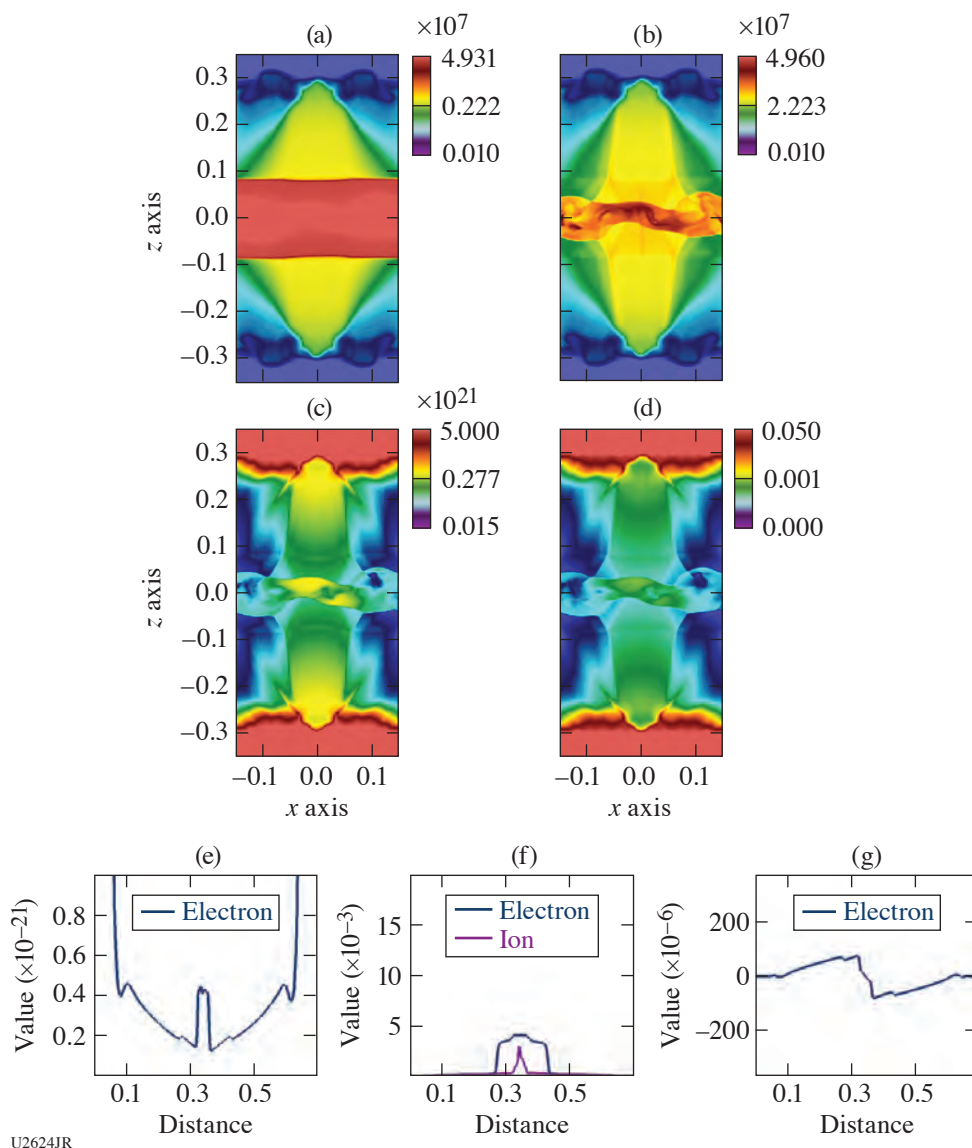 (a)
×10^7
4.931
0.222
0.010
0.3
0.2
0.1
0.0
−0.1
−0.2
−0.3
z axis
(b)
×10^7
4.960
2.223
0.010
(c)
×10^21
5.000
0.277
0.015
0.3
0.2
0.1
0.0
−0.1
−0.2
−0.3
z axis
−0.1 0.0 0.1
x axis
(d)
0.050
0.001
0.000
−0.1 0.0 0.1
x axis
(e)
Electron
0.8
0.6
0.4
0.2
Value (×10^−21)
0.1 0.3 0.5
Distance
(f)
Electron
Ion
15
10
5
Value (×10^−3)
0.1 0.3 0.5
Distance
(g)
Electron
200
0
−200
Value (×10^−6)
0.1 0.3 0.5
Distance
U2624JR